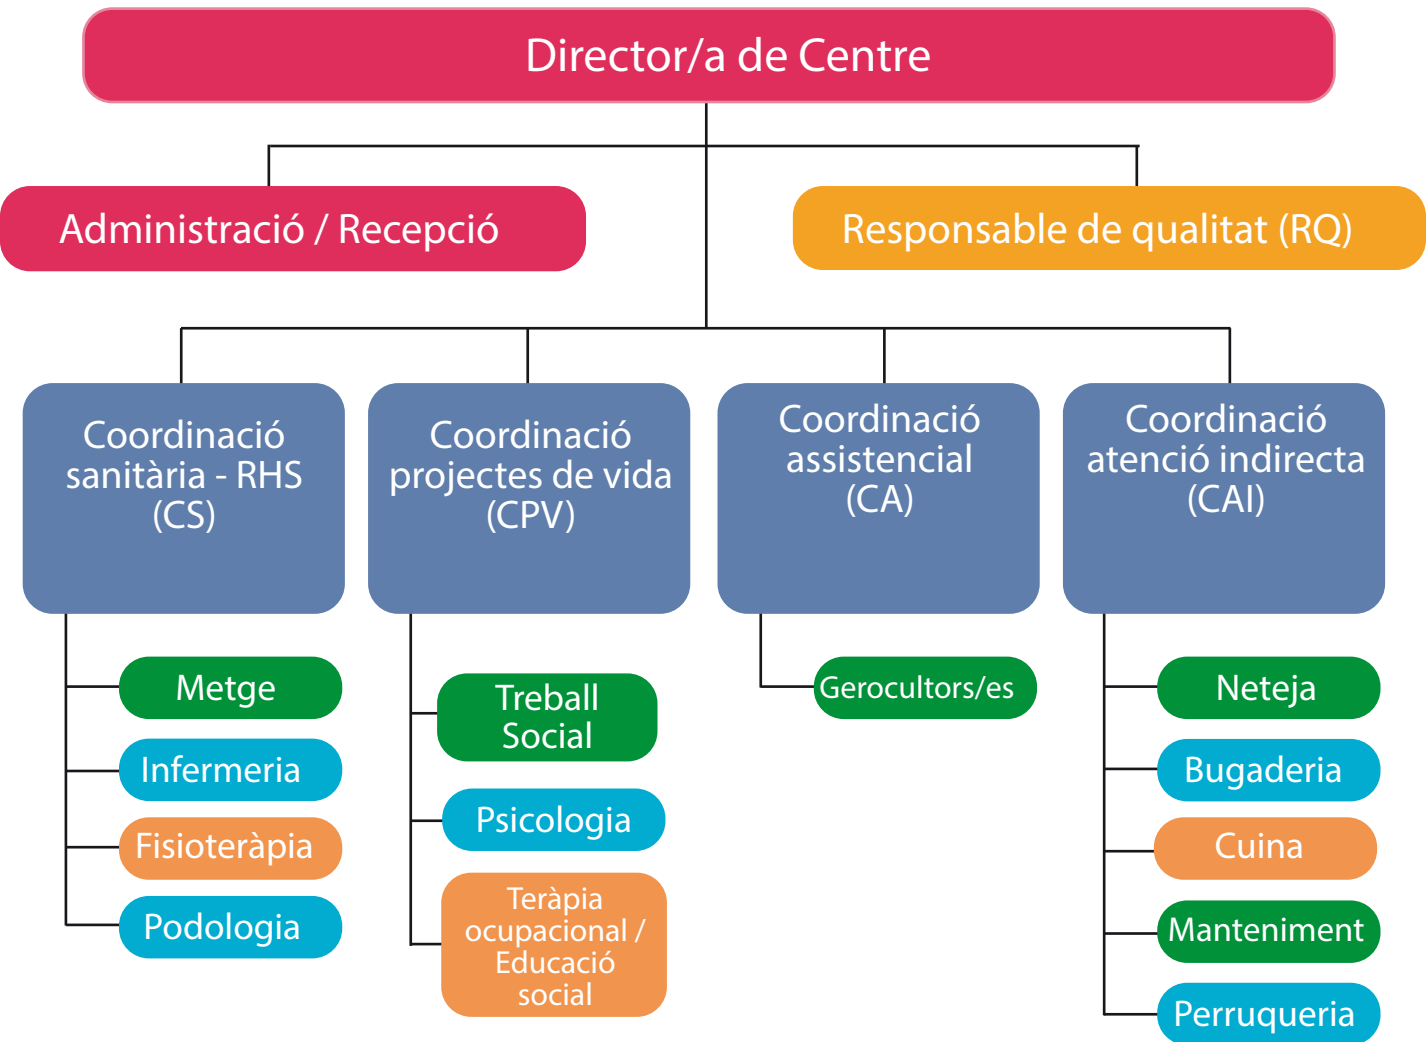 Director/a de Centre
Administració / Recepció
Responsable de qualitat (RQ)
Coordinació
sanitària - RHS
(CS)
Metge
Infermeria
Fisioteràpia
Podologia
Coordinació
projectes de vida
(CPV)
Treball
Social
Psicologia
Teràpia
ocupacional /
Educació
social
Coordinació
assistencial
(CA)
Gerocultors/es
Coordinació
atenció indirecta
(CAI)
Neteja
Bugaderia
Cuina
Manteniment
Perruqueria